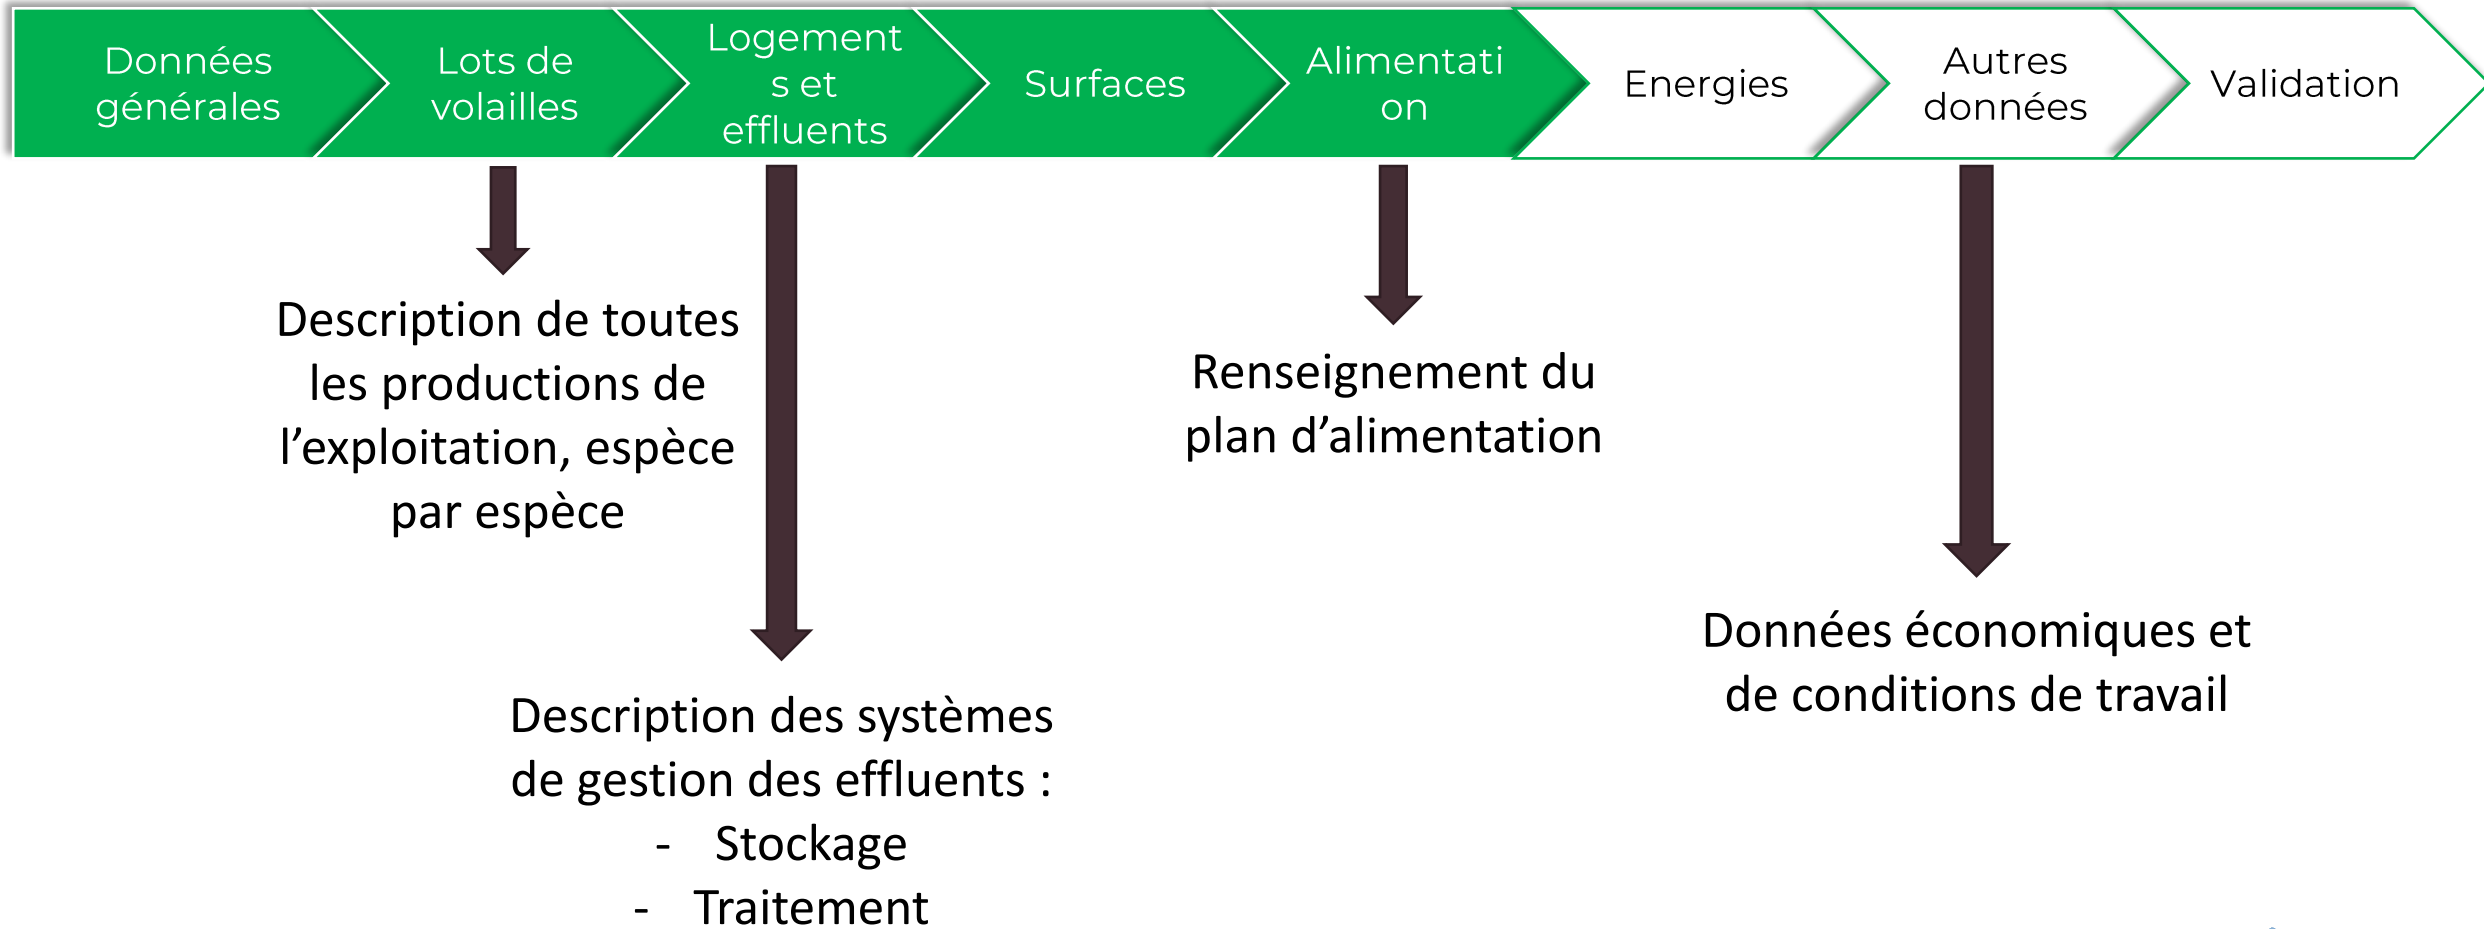 Données
générales
Lots de
volailles
Logement
s et
effluents
Surfaces
Alimentati
on
Energies
Autres
données
Validation
Description de toutes
les productions de
l’exploitation, espèce
par espèce
Renseignement du
plan d’alimentation
Données économiques et
de conditions de travail
Description des systèmes
de gestion des effluents :
- Stockage
- Traitement